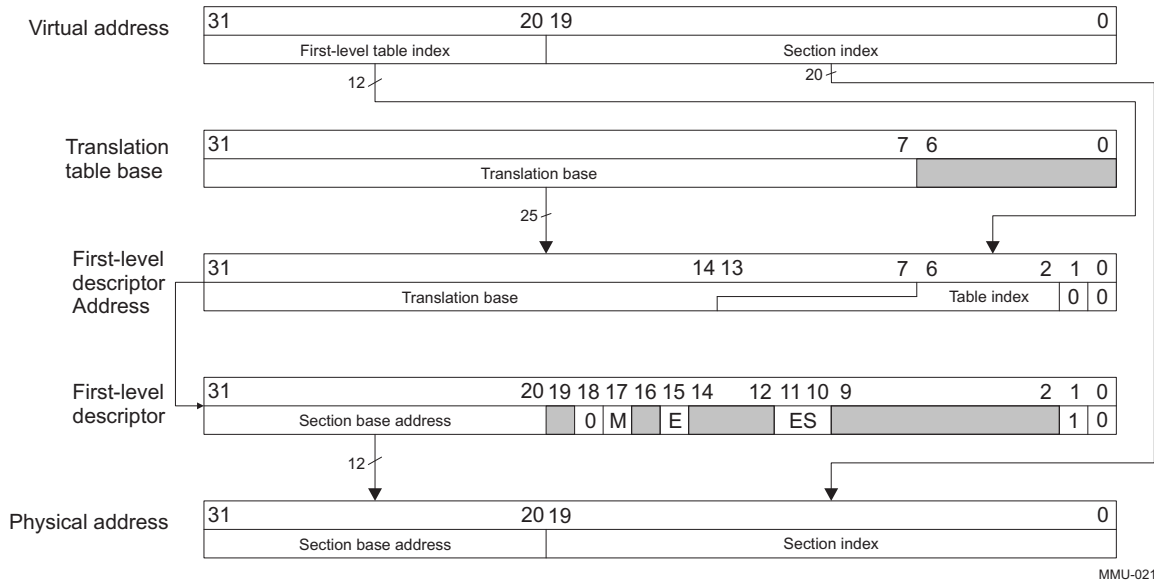 Virtual address
31 20 19 0
First-level table index Section index
12 20
Translation
table base
31 7 6 0
Translation base
25
First-level
descriptor
Address
31 14 13 7 6 2 1 0
Translation base Table index 0 0
First-level
descriptor
31 20 19 18 17 16 15 14 12 11 10 9 2 1 0
Section base address 0 M E ES 1 0
12
Physical address
31 20 19 0
Section base address Section index
MMU-021